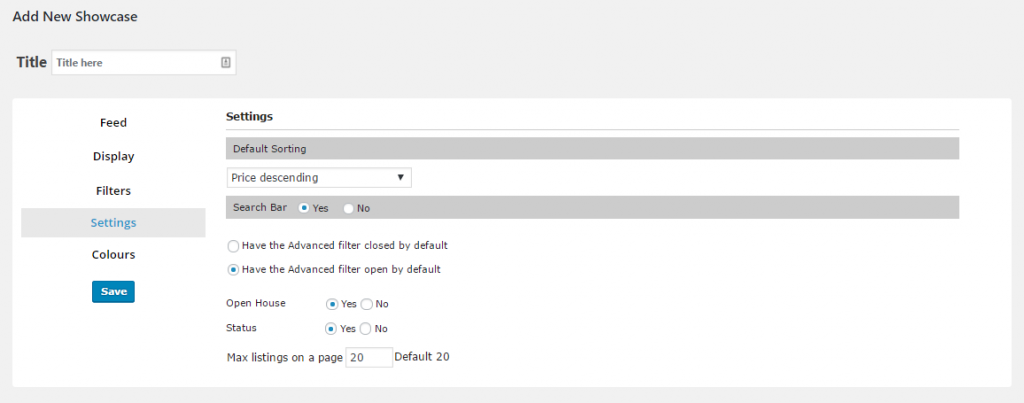 Add New Showcase
Title Title here
Feed
Display
Filters
Settings
Colours
Save
Settings
Default Sorting
Price descending
Search Bar Yes No
Have the Advanced filter closed by default
Have the Advanced filter open by default
Open House Yes No
Status Yes No
Max listings on a page 20 Default 20